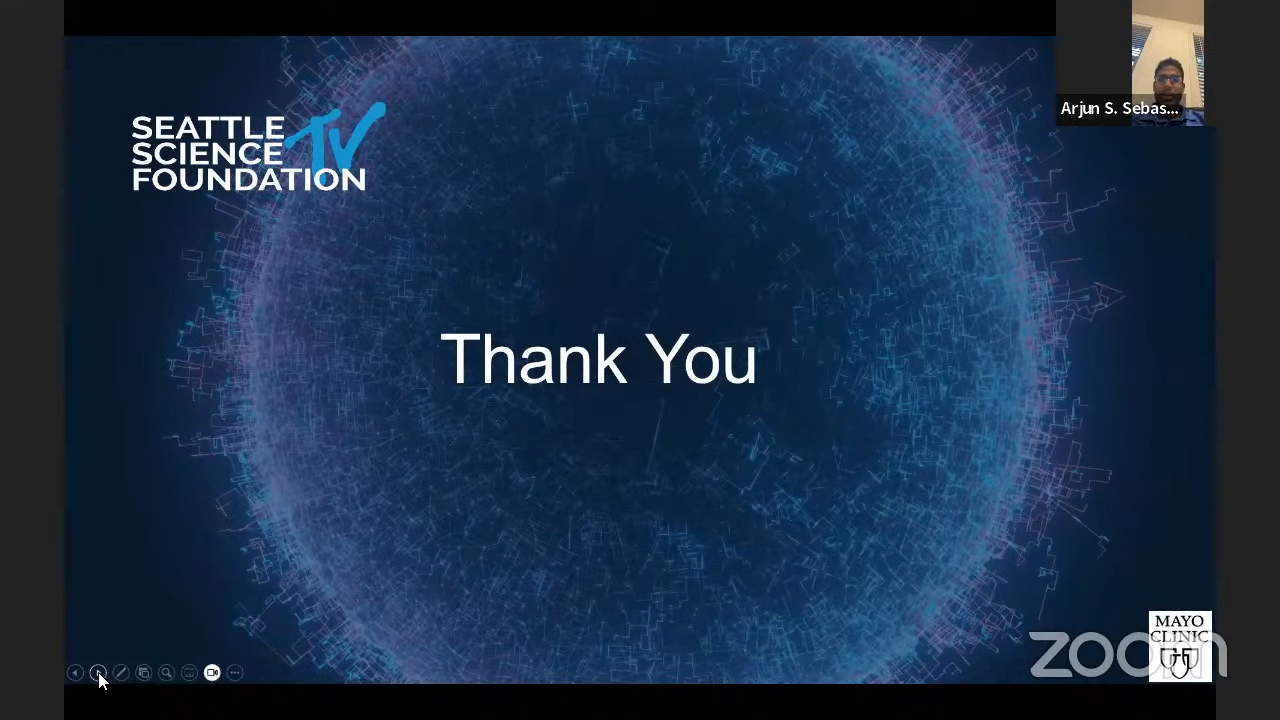 Arjun S. Sebas...
SEATTLE TV
SCIENCE
FOUNDATION
Thank You
MAYO
CLINIC
zoom